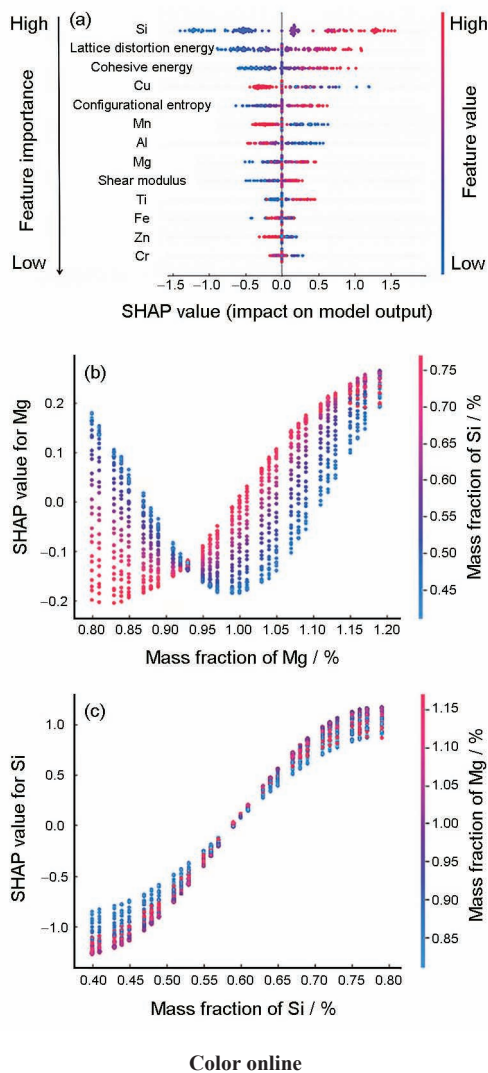 (a)
High
Feature importance
Low
Si
Lattice distortion energy
Cohesive energy
Cu
Configurational entropy
Mn
Al
Mg
Shear modulus
Ti
Fe
Zn
Cr
−1.5 −1.0 −0.5 0.0 0.5 1.0 1.5
SHAP value (impact on model output)
High
Feature value
Low
(b)
SHAP value for Mg
0.2
0.1
0.0
−0.1
−0.2
0.80 0.85 0.90 0.95 1.00 1.05 1.10 1.15 1.20
Mass fraction of Mg / %
0.75
0.70
0.65
0.60
0.55
0.50
0.45
Mass fraction of Si / %
(c)
SHAP value for Si
1.0
0.5
0.0
−0.5
−1.0
0.40 0.45 0.50 0.55 0.60 0.65 0.70 0.75 0.80
Mass fraction of Si / %
1.15
1.10
1.05
1.00
0.95
0.90
0.85
Mass fraction of Mg / %
Color online